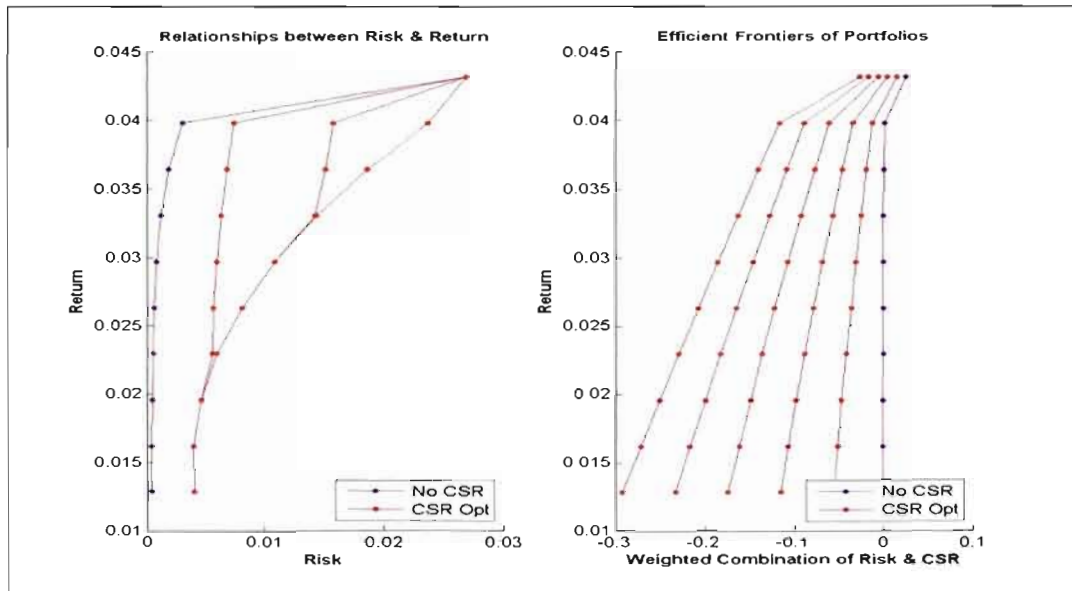 Relationships between Risk & Return
0.045
0.04
0.035
0.03
0.025
0.02
0.015
0.01
Return
0
0.01
0.02
0.03
Risk
No CSR
CSR Opt
Efficient Frontiers of Portfolios
0.045
0.04
0.035
0.03
0.025
0.02
0.015
0.01
Return
-0.3
-0.2
-0.1
0
0.1
Weighted Combination of Risk & CSR
No CSR
CSR Opt